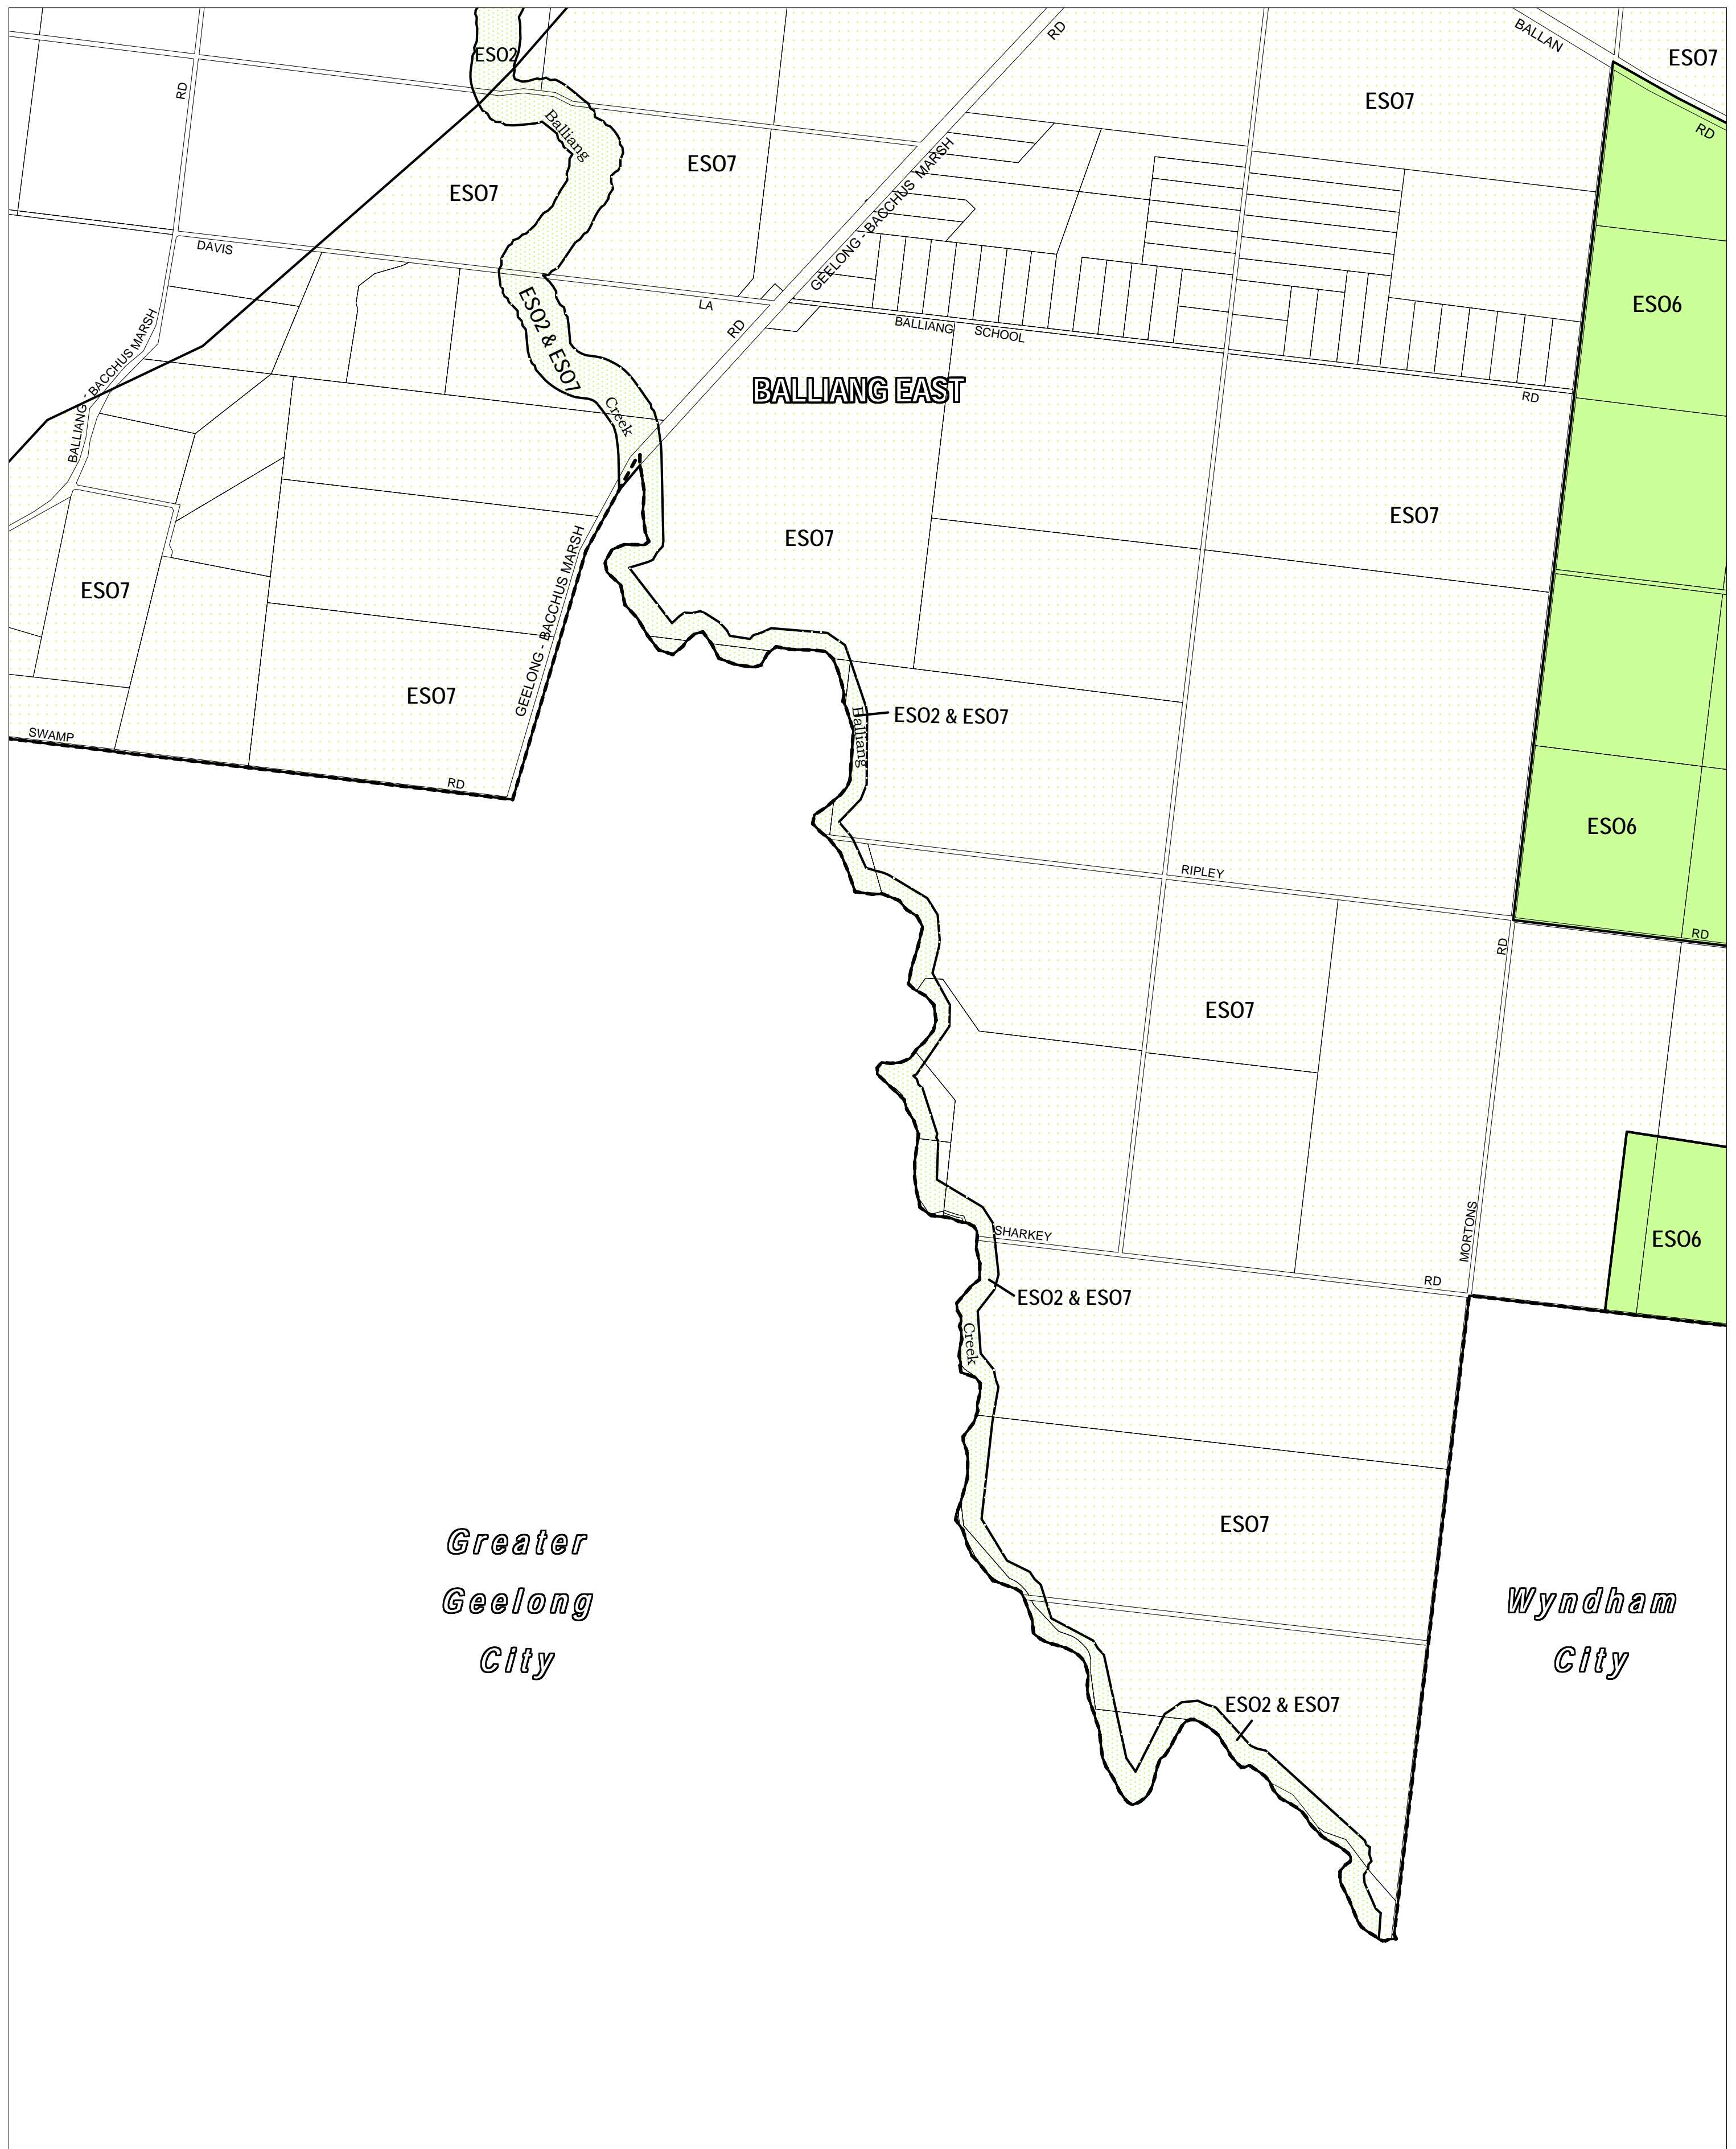 ESO2
RD
BALLAN
ESO7
RD
ESO7
RD
Balliang
ESO7
ESO7
GEELONG - BACCHUS MARSH
DAVIS
LA
ESO2 & ESO7
ESO6
BALLIANG SCHOOL
RD
RD
BALLIANG - BACCHUS MARSH
BALLIANG EAST
Creek
ESO7
ESO7
ESO7
GEELONG - BACCHUS MARSH
ESO7
ESO2 & ESO7
Balliang
SWAMP
RD
ESO6
RIPLEY
RD
RD
ESO7
SHARKEY
MORTONS
ESO6
RD
ESO2 & ESO7
Creek
ESO7
Greater
Geelong
City
Wyndham
City
ESO2 & ESO7